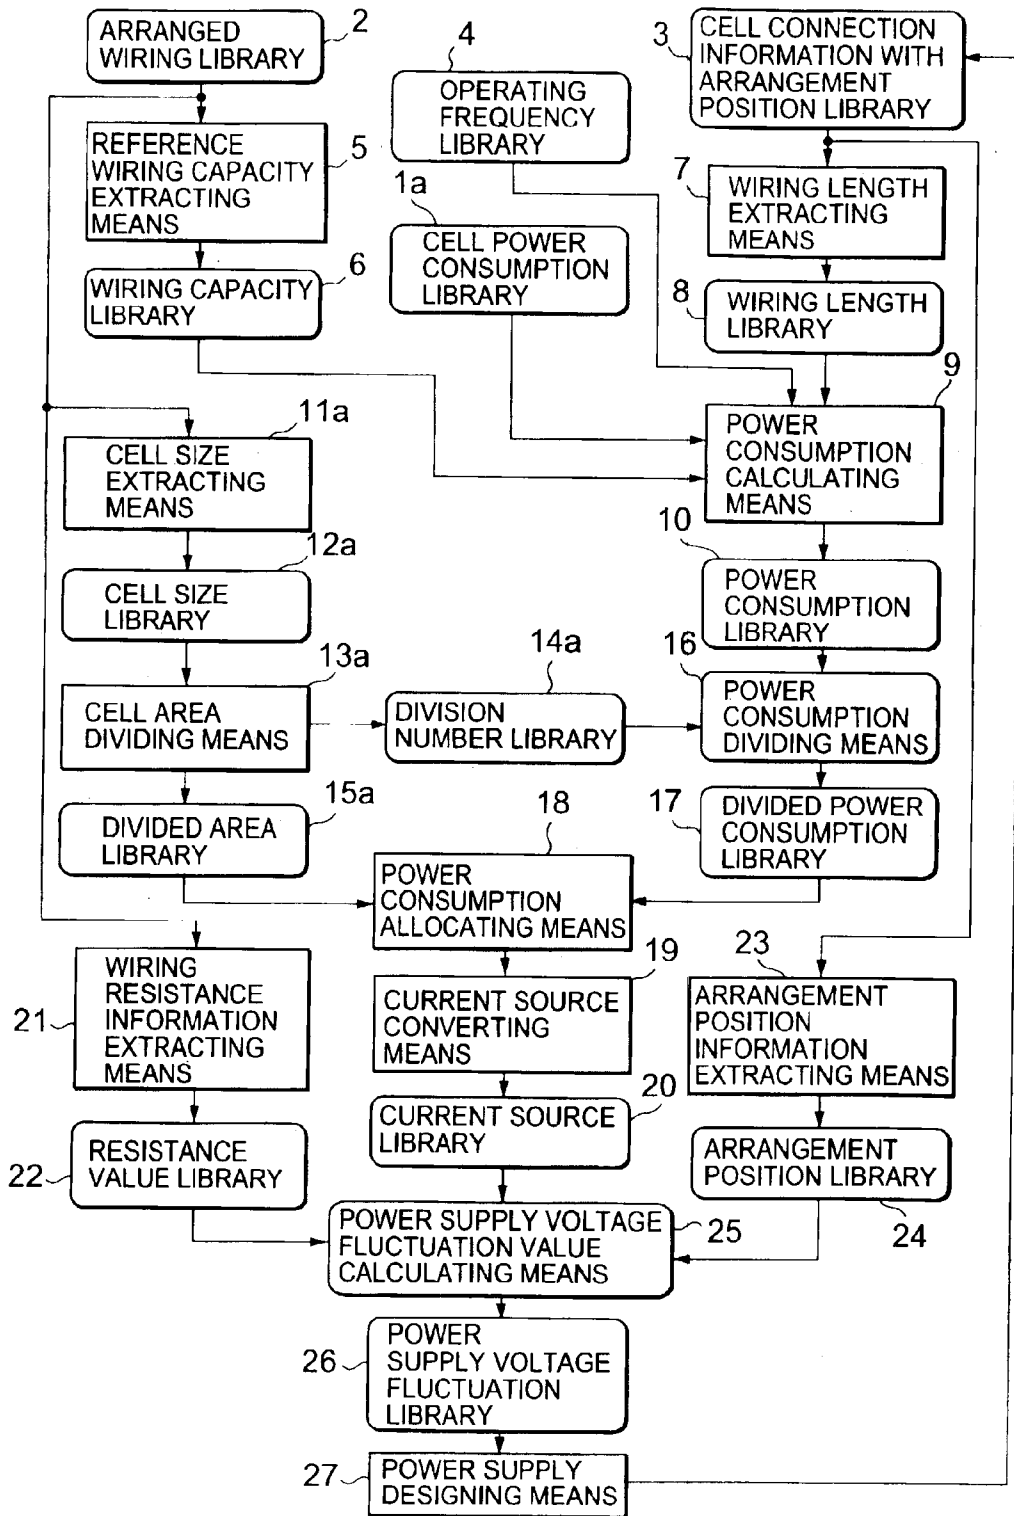 ARRANGED
WIRING LIBRARY
2
4
OPERATING
FREQUENCY
LIBRARY
3
CELL CONNECTION
INFORMATION WITH
ARRANGEMENT
POSITION LIBRARY
REFERENCE
WIRING CAPACITY
EXTRACTING
MEANS
5
1a
CELL POWER
CONSUMPTION
LIBRARY
7
WIRING LENGTH
EXTRACTING
MEANS
6
WIRING CAPACITY
LIBRARY
8
WIRING LENGTH
LIBRARY
9
POWER
CONSUMPTION
CALCULATING
MEANS
11a
CELL SIZE
EXTRACTING
MEANS
10
POWER
CONSUMPTION
LIBRARY
12a
CELL SIZE
LIBRARY
13a
CELL AREA
DIVIDING MEANS
14a
DIVISION
NUMBER LIBRARY
16
POWER
CONSUMPTION
DIVIDING MEANS
15a
DIVIDED AREA
LIBRARY
17
DIVIDED POWER
CONSUMPTION
LIBRARY
18
POWER
CONSUMPTION
ALLOCATING MEANS
21
WIRING
RESISTANCE
INFORMATION
EXTRACTING
MEANS
19
CURRENT SOURCE
CONVERTING
MEANS
23
ARRANGEMENT
POSITION
INFORMATION
EXTRACTING MEANS
22
RESISTANCE
VALUE LIBRARY
20
CURRENT SOURCE
LIBRARY
ARRANGEMENT
POSITION LIBRARY
24
POWER SUPPLY VOLTAGE
FLUCTUATION VALUE
CALCULATING MEANS
25
26
POWER
SUPPLY VOLTAGE
FLUCTUATION
LIBRARY
27
POWER SUPPLY
DESIGNING MEANS